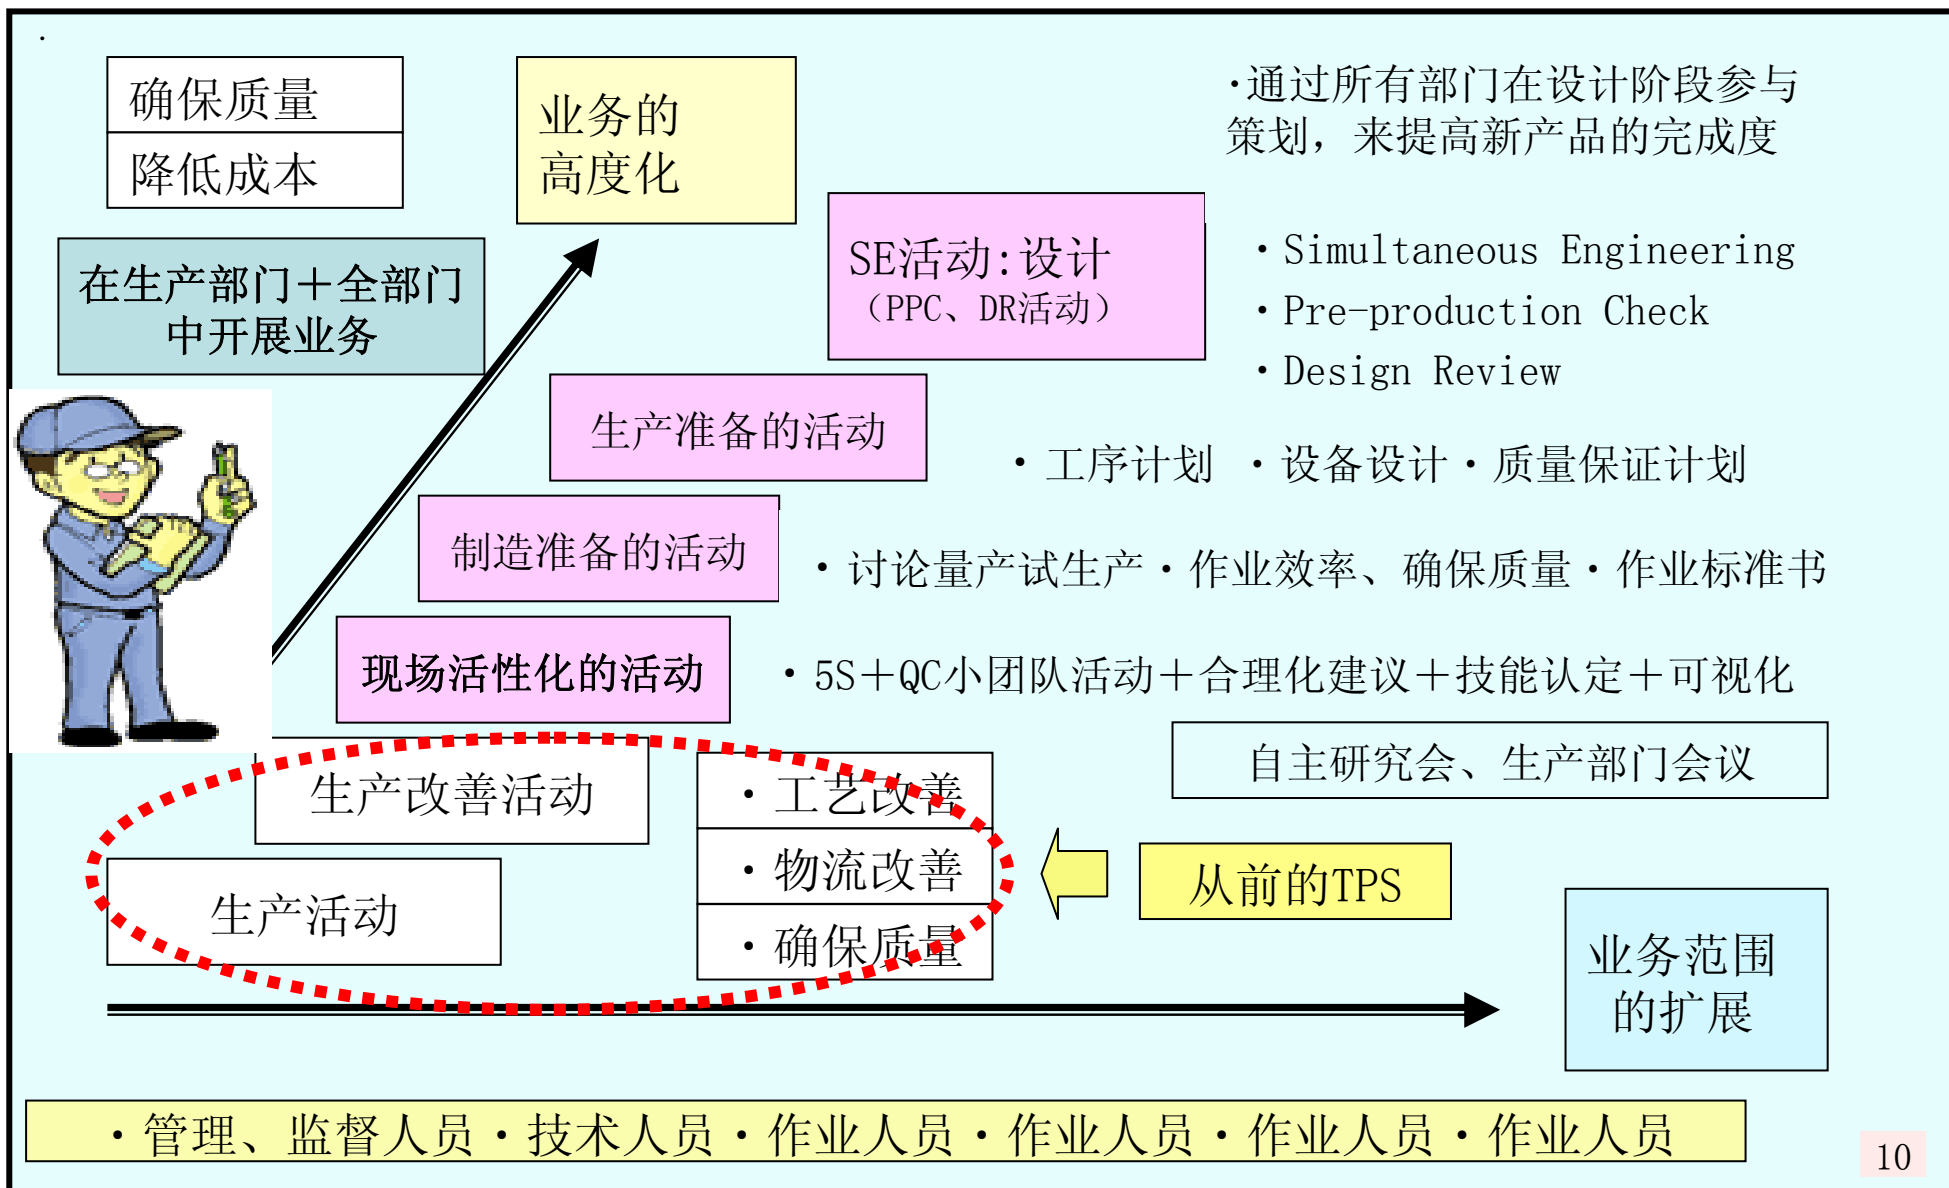 确保质量
降低成本
业务的
高度化
·通过所有部门在设计阶段参与
策划，来提高新产品的完成度
在生产部门＋全部门
中开展业务
SE活动:设计
（PPC、DR活动）
・Simultaneous Engineering
・Pre-production Check
・Design Review
生产准备的活动
・工序计划 ・设备设计・质量保证计划
制造准备的活动
・讨论量产试生产・作业效率、确保质量・作业标准书
现场活性化的活动
・5S＋QC小团队活动＋合理化建议＋技能认定＋可视化
自主研究会、生产部门会议
生产改善活动
・工艺改善
・物流改善
・确保质量
从前的TPS
生产活动
业务范围
的扩展
・管理、监督人员・技术人员・作业人员・作业人员・作业人员・作业人员
10